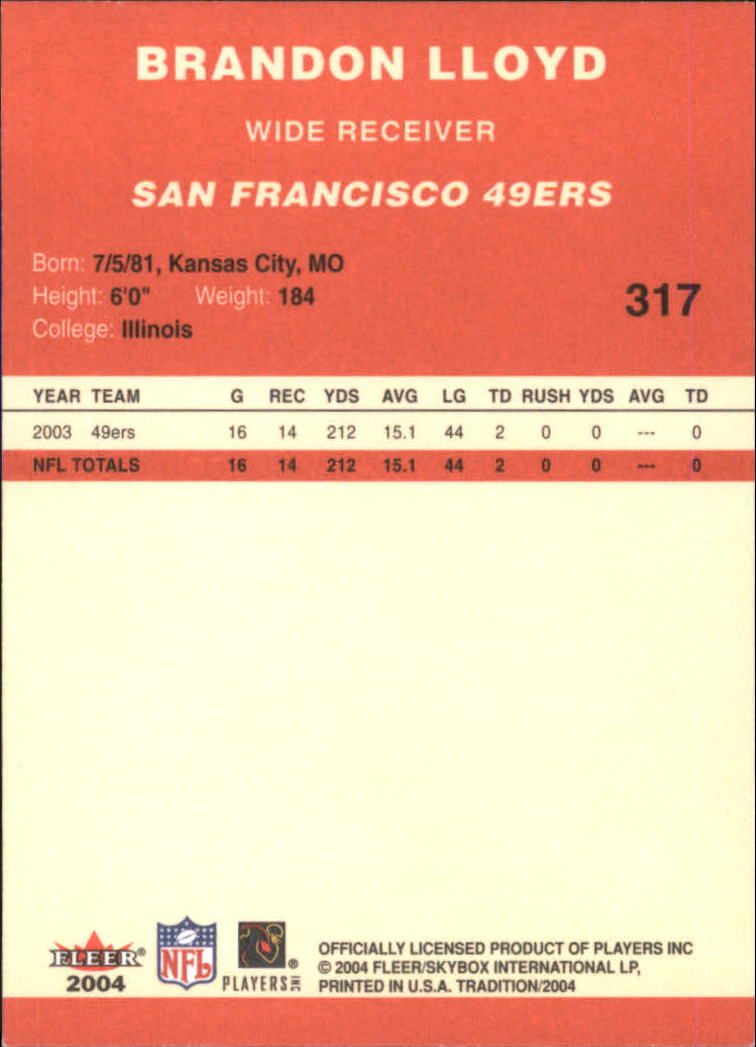 BRANDON LLOYD
WIDE RECEIVER
SAN FRANCISCO 49ERS
Born: 7/5/81, Kansas City, MO
Height: 6'0" Weight: 184
317
College: Illinois
YEAR TEAM G REC YDS AVG LG TD RUSH YDS AVG TD
2003 49ers 16 14 212 15.1 44 2 0 0 --- 0
NFL TOTALS 16 14 212 15.1 44 2 0 0 --- 0
FLEER®
2004
NFL
PLAYERS INC ®
OFFICIALLY LICENSED PRODUCT OF PLAYERS INC
© 2004 FLEER/SKYBOX INTERNATIONAL LP,
PRINTED IN U.S.A. TRADITION/2004